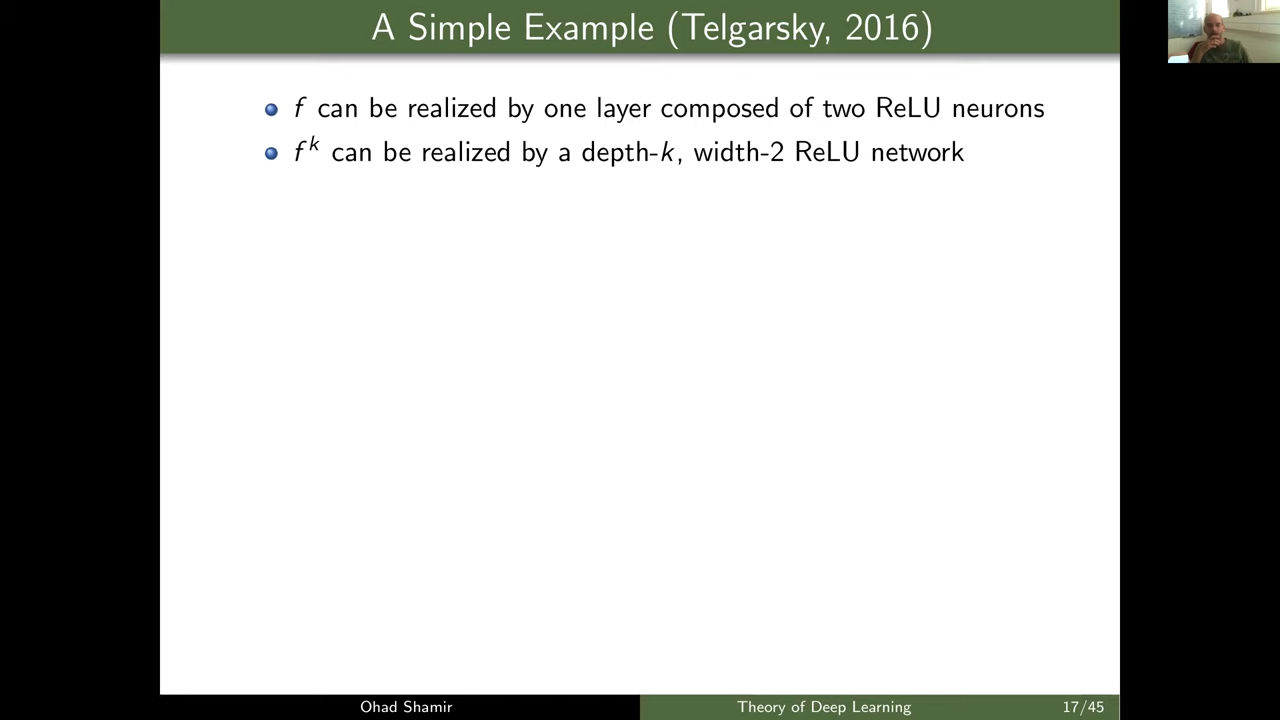 A Simple Example (Telgarsky, 2016)
f can be realized by one layer composed of two ReLU neurons
f^k can be realized by a depth-k, width-2 ReLU network
Ohad Shamir
Theory of Deep Learning
17/45